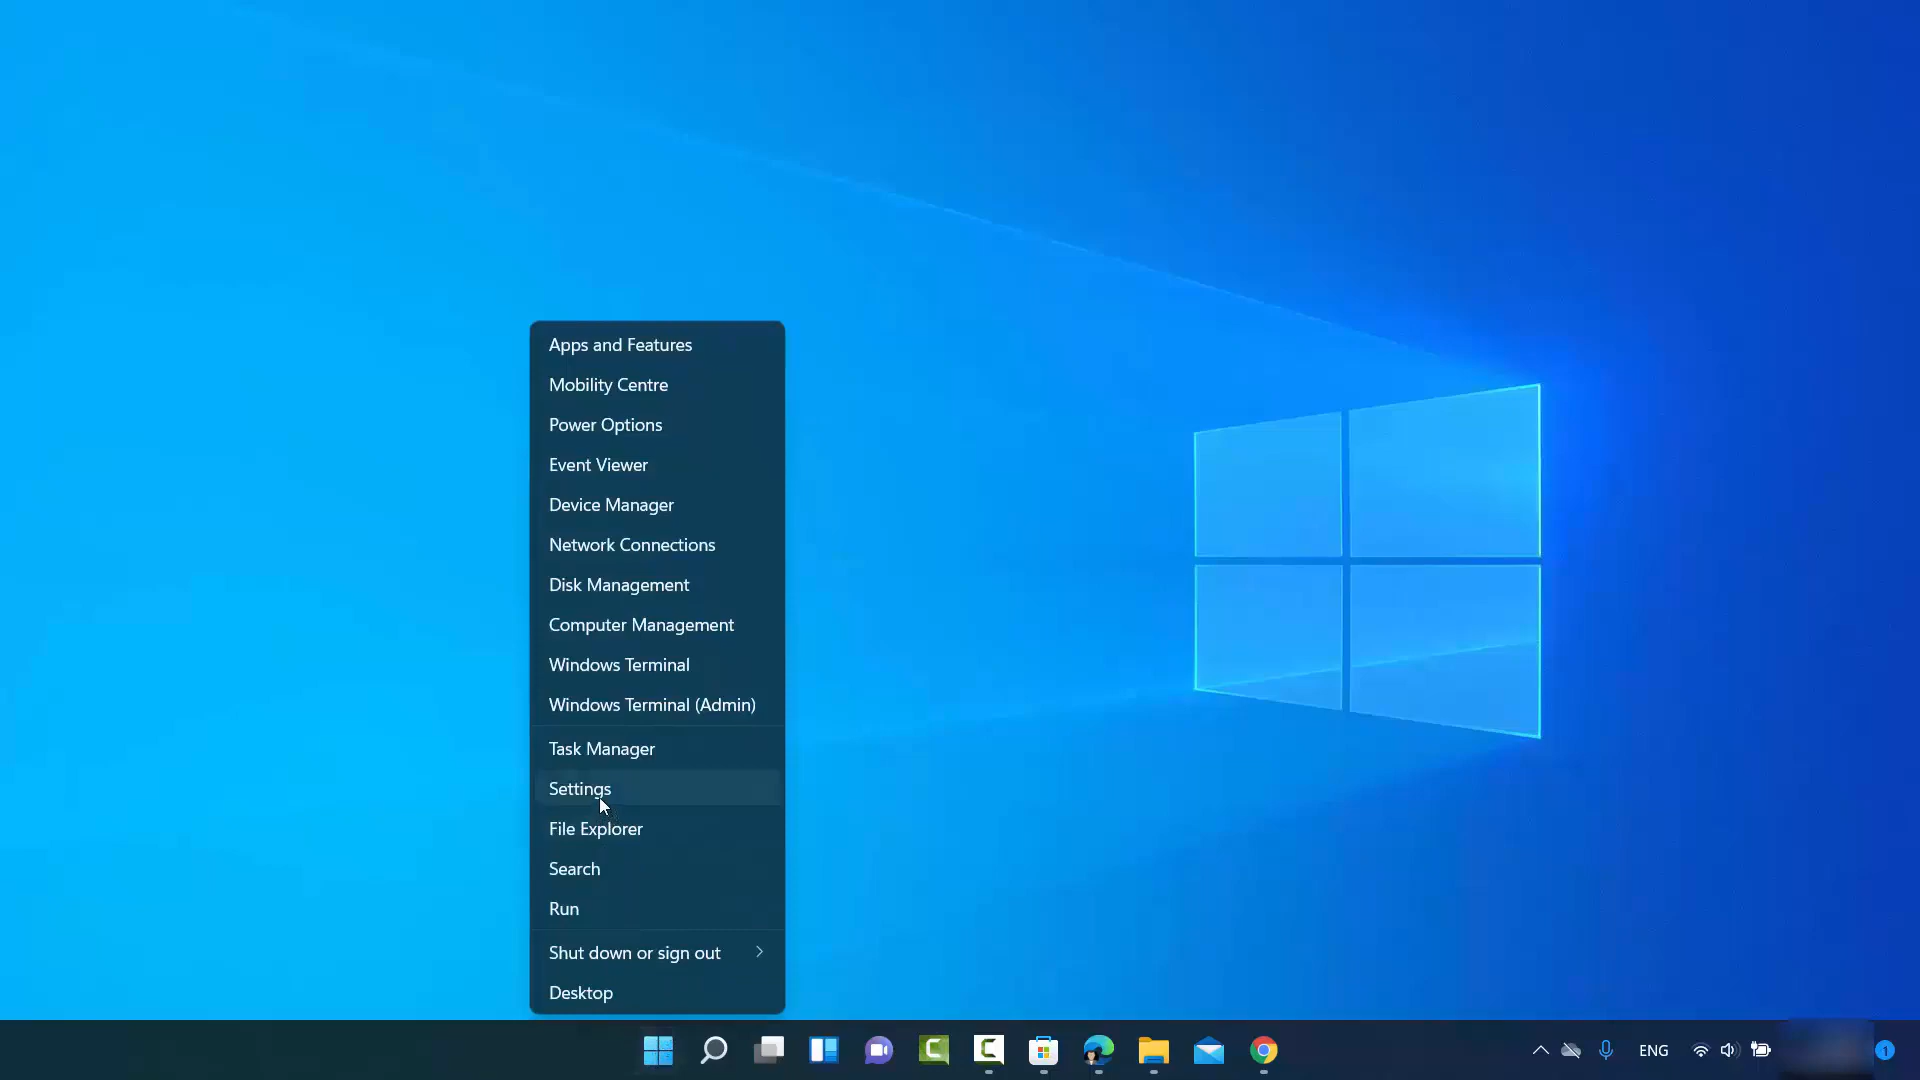 Apps and Features
Mobility Centre
Power Options
Event Viewer
Device Manager
Network Connections
Disk Management
Computer Management
Windows Terminal
Windows Terminal (Admin)
Task Manager
Settings
File Explorer
Search
Run
Shut down or sign out
Desktop
ENG
1